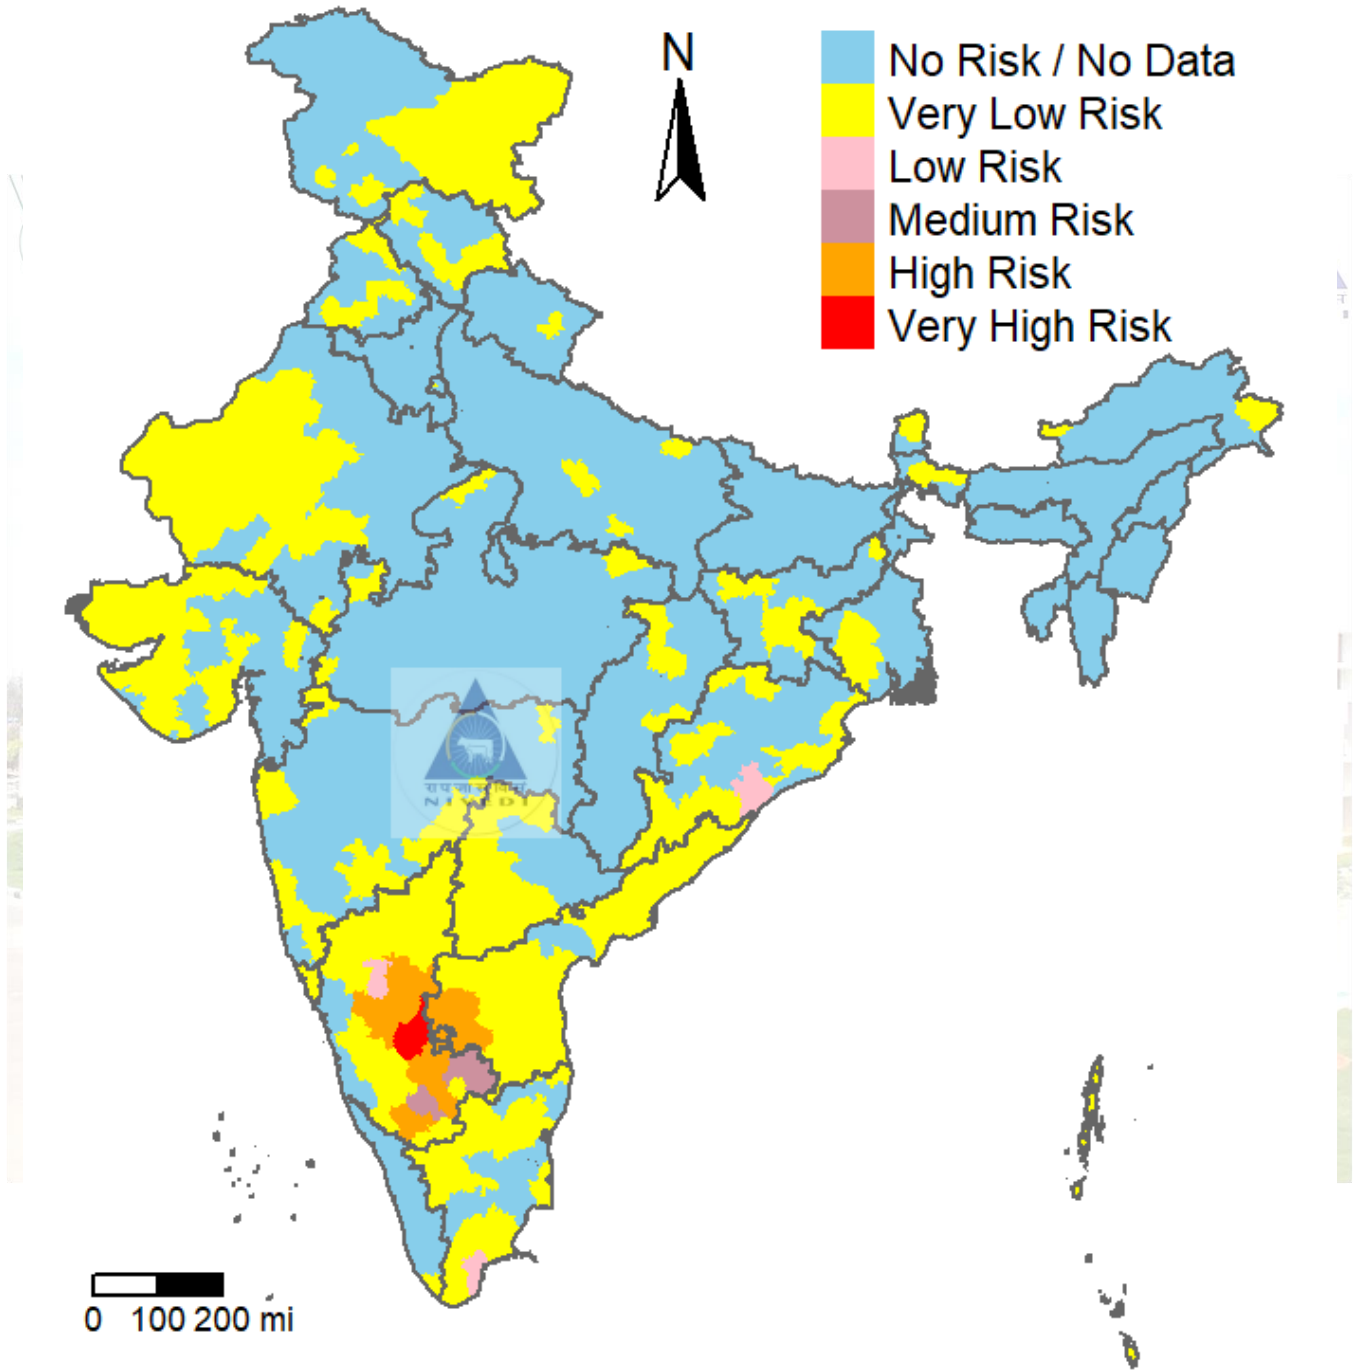 N
No Risk / No Data
Very Low Risk
Low Risk
Medium Risk
High Risk
Very High Risk
NIVEDI
0 100 200 mi